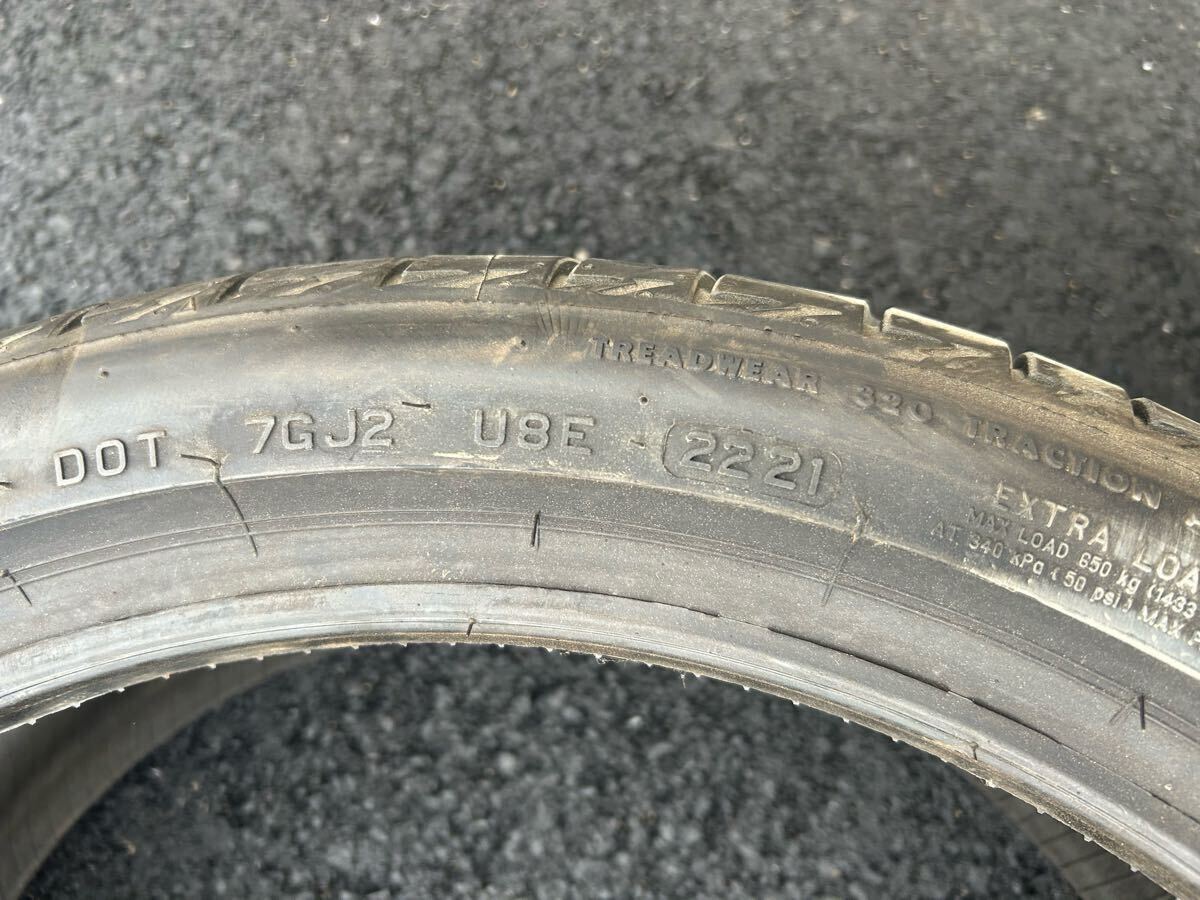 TREADWEAR 320 TRACTION
DOT 7GJ2 U8E 2221
EXTRA
MAX LOAD 650 kg (1433
AT 340 kPa (50 psi) MAX